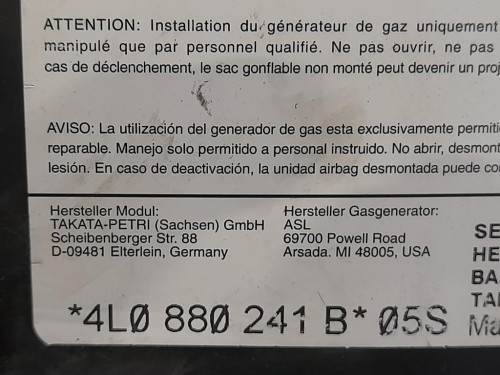 ATTENTION: Installation du générateur de gaz uniquement
manipulé que par personnel qualifié. Ne pas ouvrir, ne pas
cas de déclenchement, le sac gonflable non monté peut devenir un proj
AVISO: La utilización del generador de gas esta exclusivamente permiti
reparable. Manejo solo permitido a personal instruido. No abrir, desmont
lesión. En caso de deactivación, la unidad airbag desmontada puede co
Hersteller Modul:
TAKATA-PETRI (Sachsen) GmbH
Scheibenberger Str. 88
D-09481 Elterlein, Germany
Hersteller Gasgenerator:
ASL
69700 Powell Road
Arsada. MI 48005, USA
SE
HE
BA
TA
Ma
*4L0 880 241 B* 05S